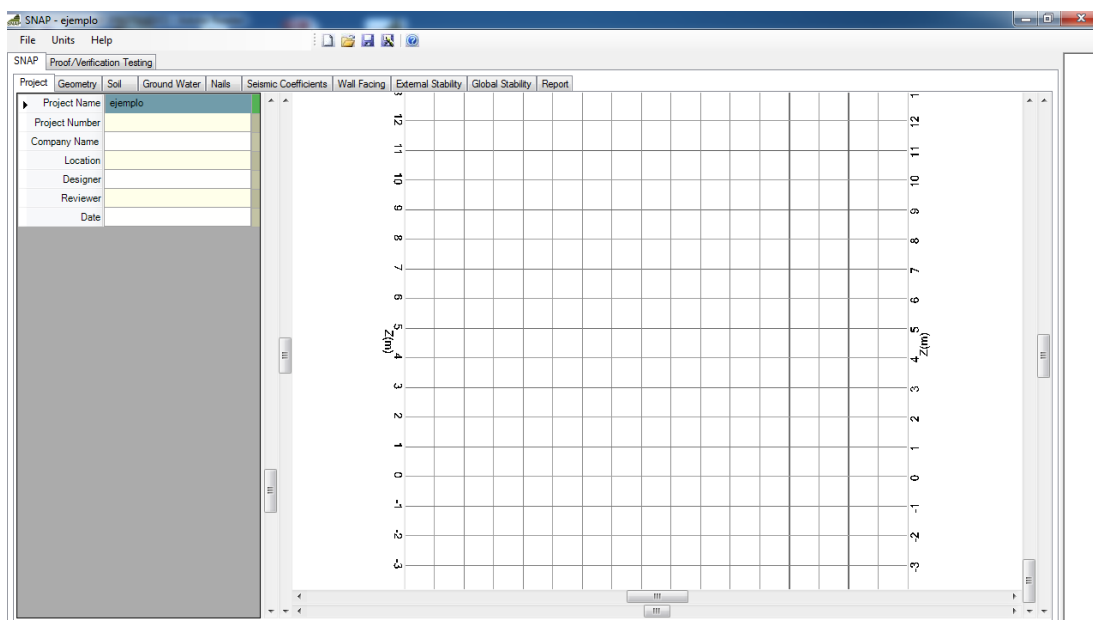 SNAP - ejemplo
File Units Help
SNAP Proof/Verification Testing
Project Geometry Soil Ground Water Nails Seismic Coefficients Wall Facing External Stability Global Stability Report
Project Name ejemplo
Project Number
Company Name
Location
Designer
Reviewer
Date
12 12
11 11
10 10
9 9
8 8
7 7
6 6
5 5
Z(m) Z(m)
4 4
3 3
2 2
1 1
0 0
-1 -1
-2 -2
-3 -3